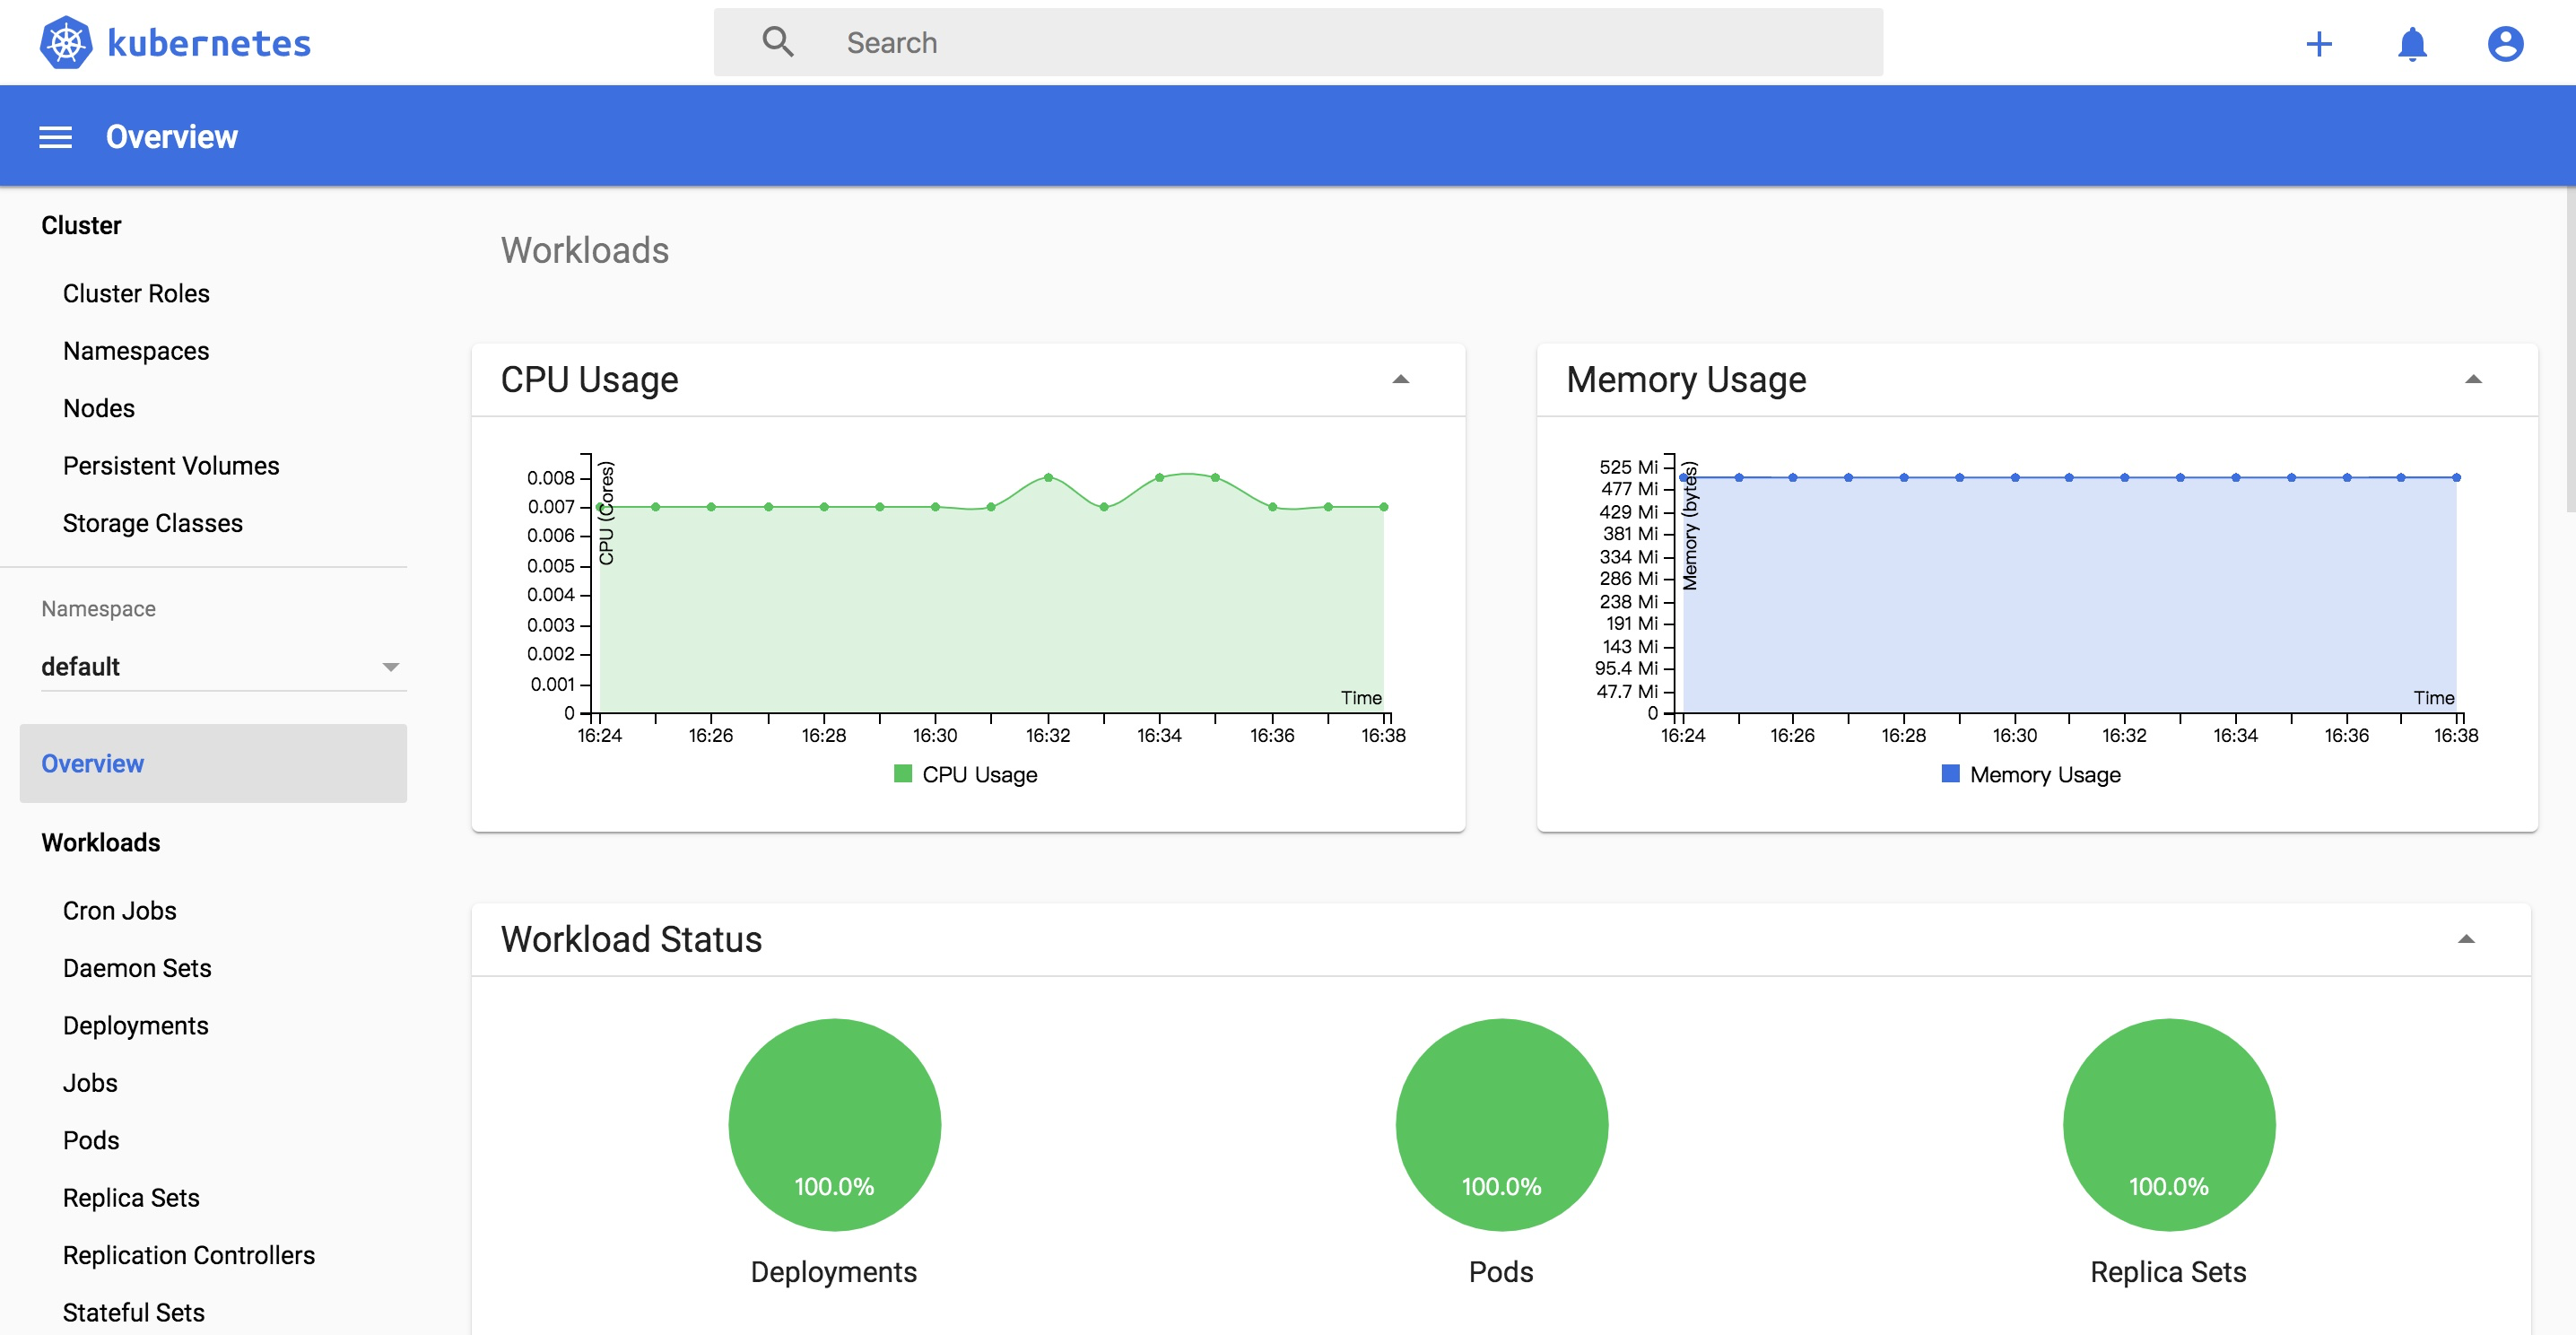 kubernetes
Search
Overview
Cluster
Cluster Roles
Namespaces
Nodes
Persistent Volumes
Storage Classes
Namespace
default
Overview
Workloads
Cron Jobs
Daemon Sets
Deployments
Jobs
Pods
Replica Sets
Replication Controllers
Stateful Sets
Workloads
CPU Usage
CPU (Cores)
0.008
0.007
0.006
0.005
0.004
0.003
0.002
0.001
0
Time
16:24 16:26 16:28 16:30 16:32 16:34 16:36 16:38
CPU Usage
Memory Usage
Memory (bytes)
525 Mi
477 Mi
429 Mi
381 Mi
334 Mi
286 Mi
238 Mi
191 Mi
143 Mi
95.4 Mi
47.7 Mi
0
Time
16:24 16:26 16:28 16:30 16:32 16:34 16:36 16:38
Memory Usage
Workload Status
100.0% 100.0% 100.0%
Deployments Pods Replica Sets